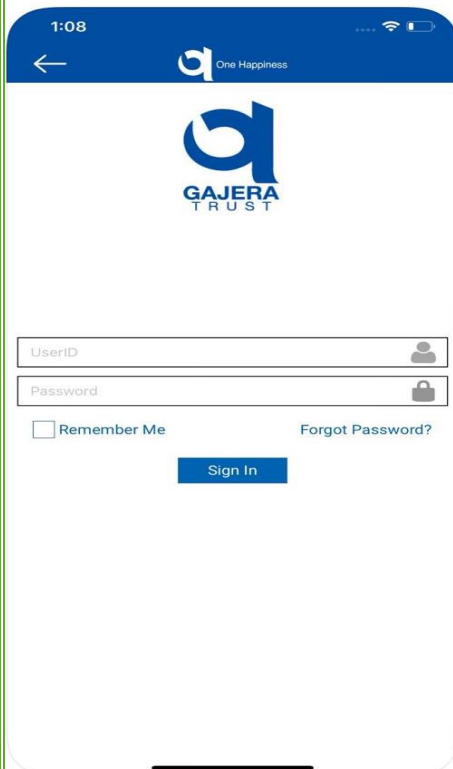 1:08
One Happiness
GAJERA
TRUST
UserID
Password
Remember Me
Forgot Password?
Sign In